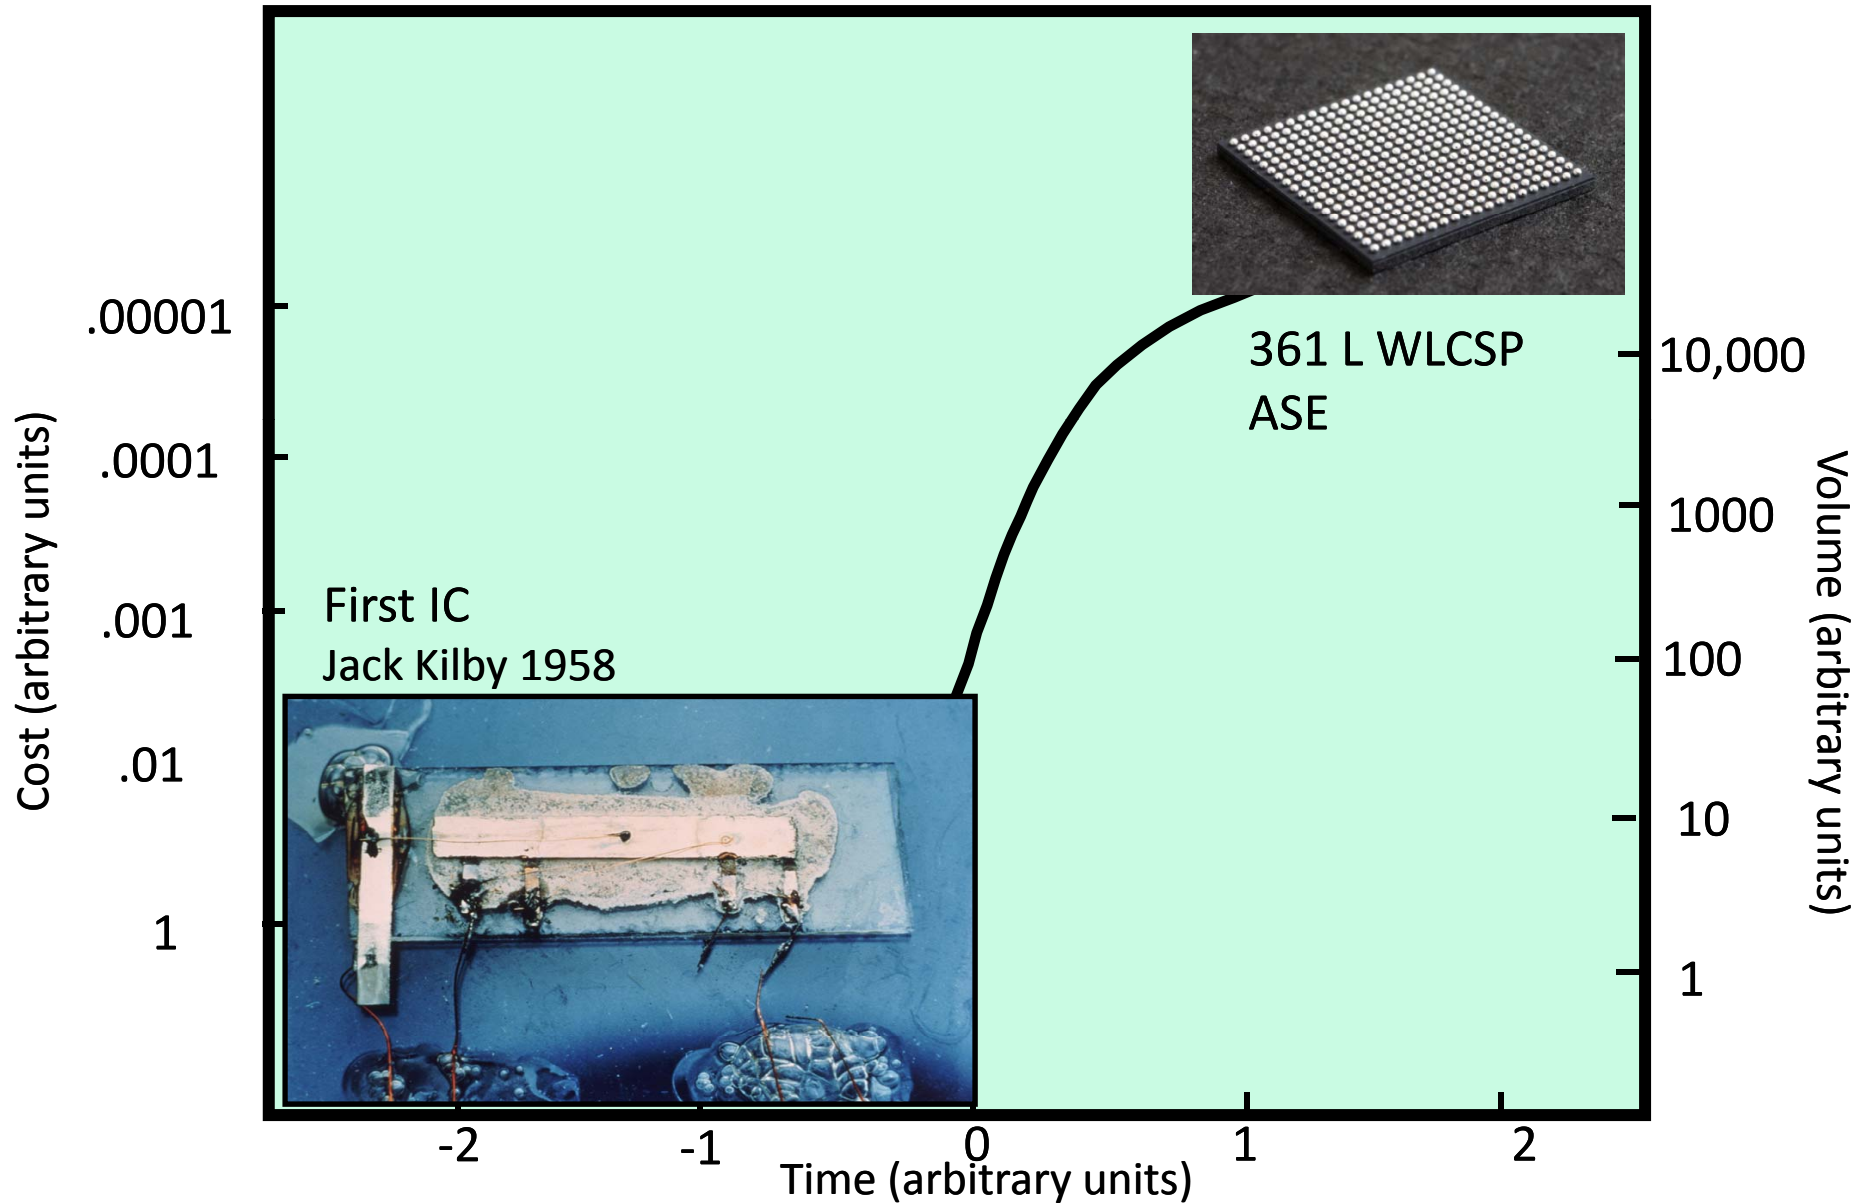 .00001
.0001
.001
.01
1
Cost (arbitrary units)
First IC
Jack Kilby 1958
361 L WLCSP
ASE
10,000
1000
100
10
1
Volume (arbitrary units)
-2
-1
0
1
2
Time (arbitrary units)